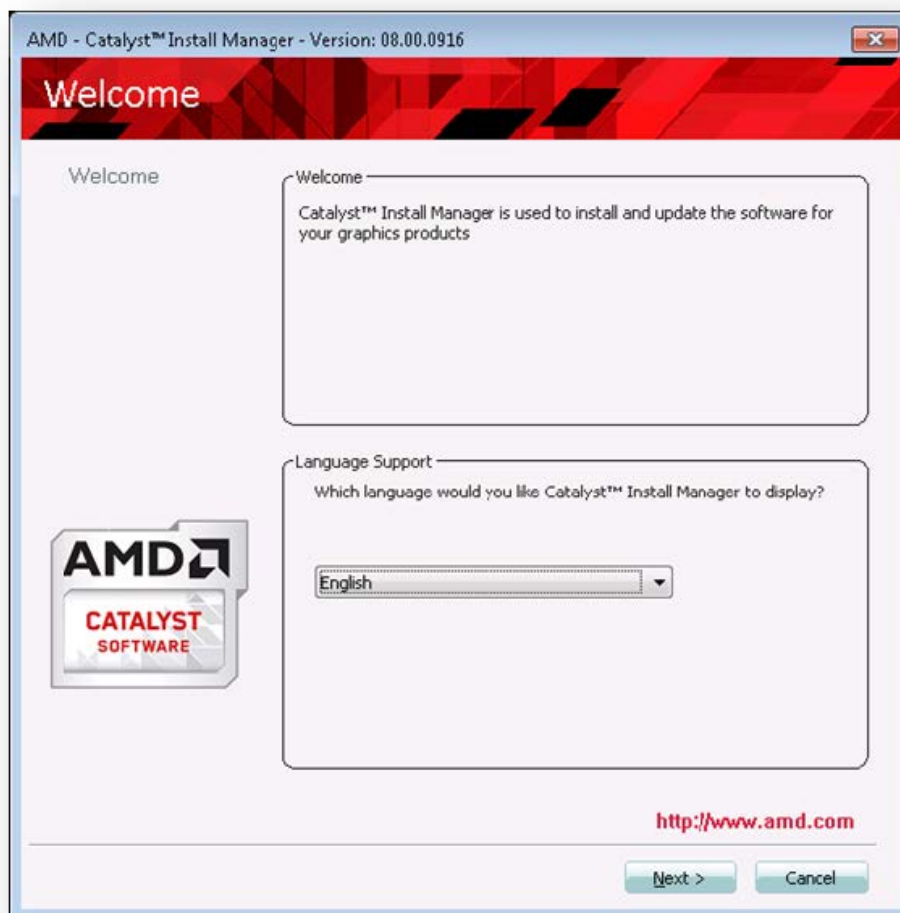 AMD - Catalyst™ Install Manager - Version: 08.00.0916
Welcome
Welcome
Welcome
Catalyst™ Install Manager is used to install and update the software for
your graphics products
Language Support
Which language would you like Catalyst™ Install Manager to display?
English
AMD
CATALYST
SOFTWARE
http://www.amd.com
Next >
Cancel